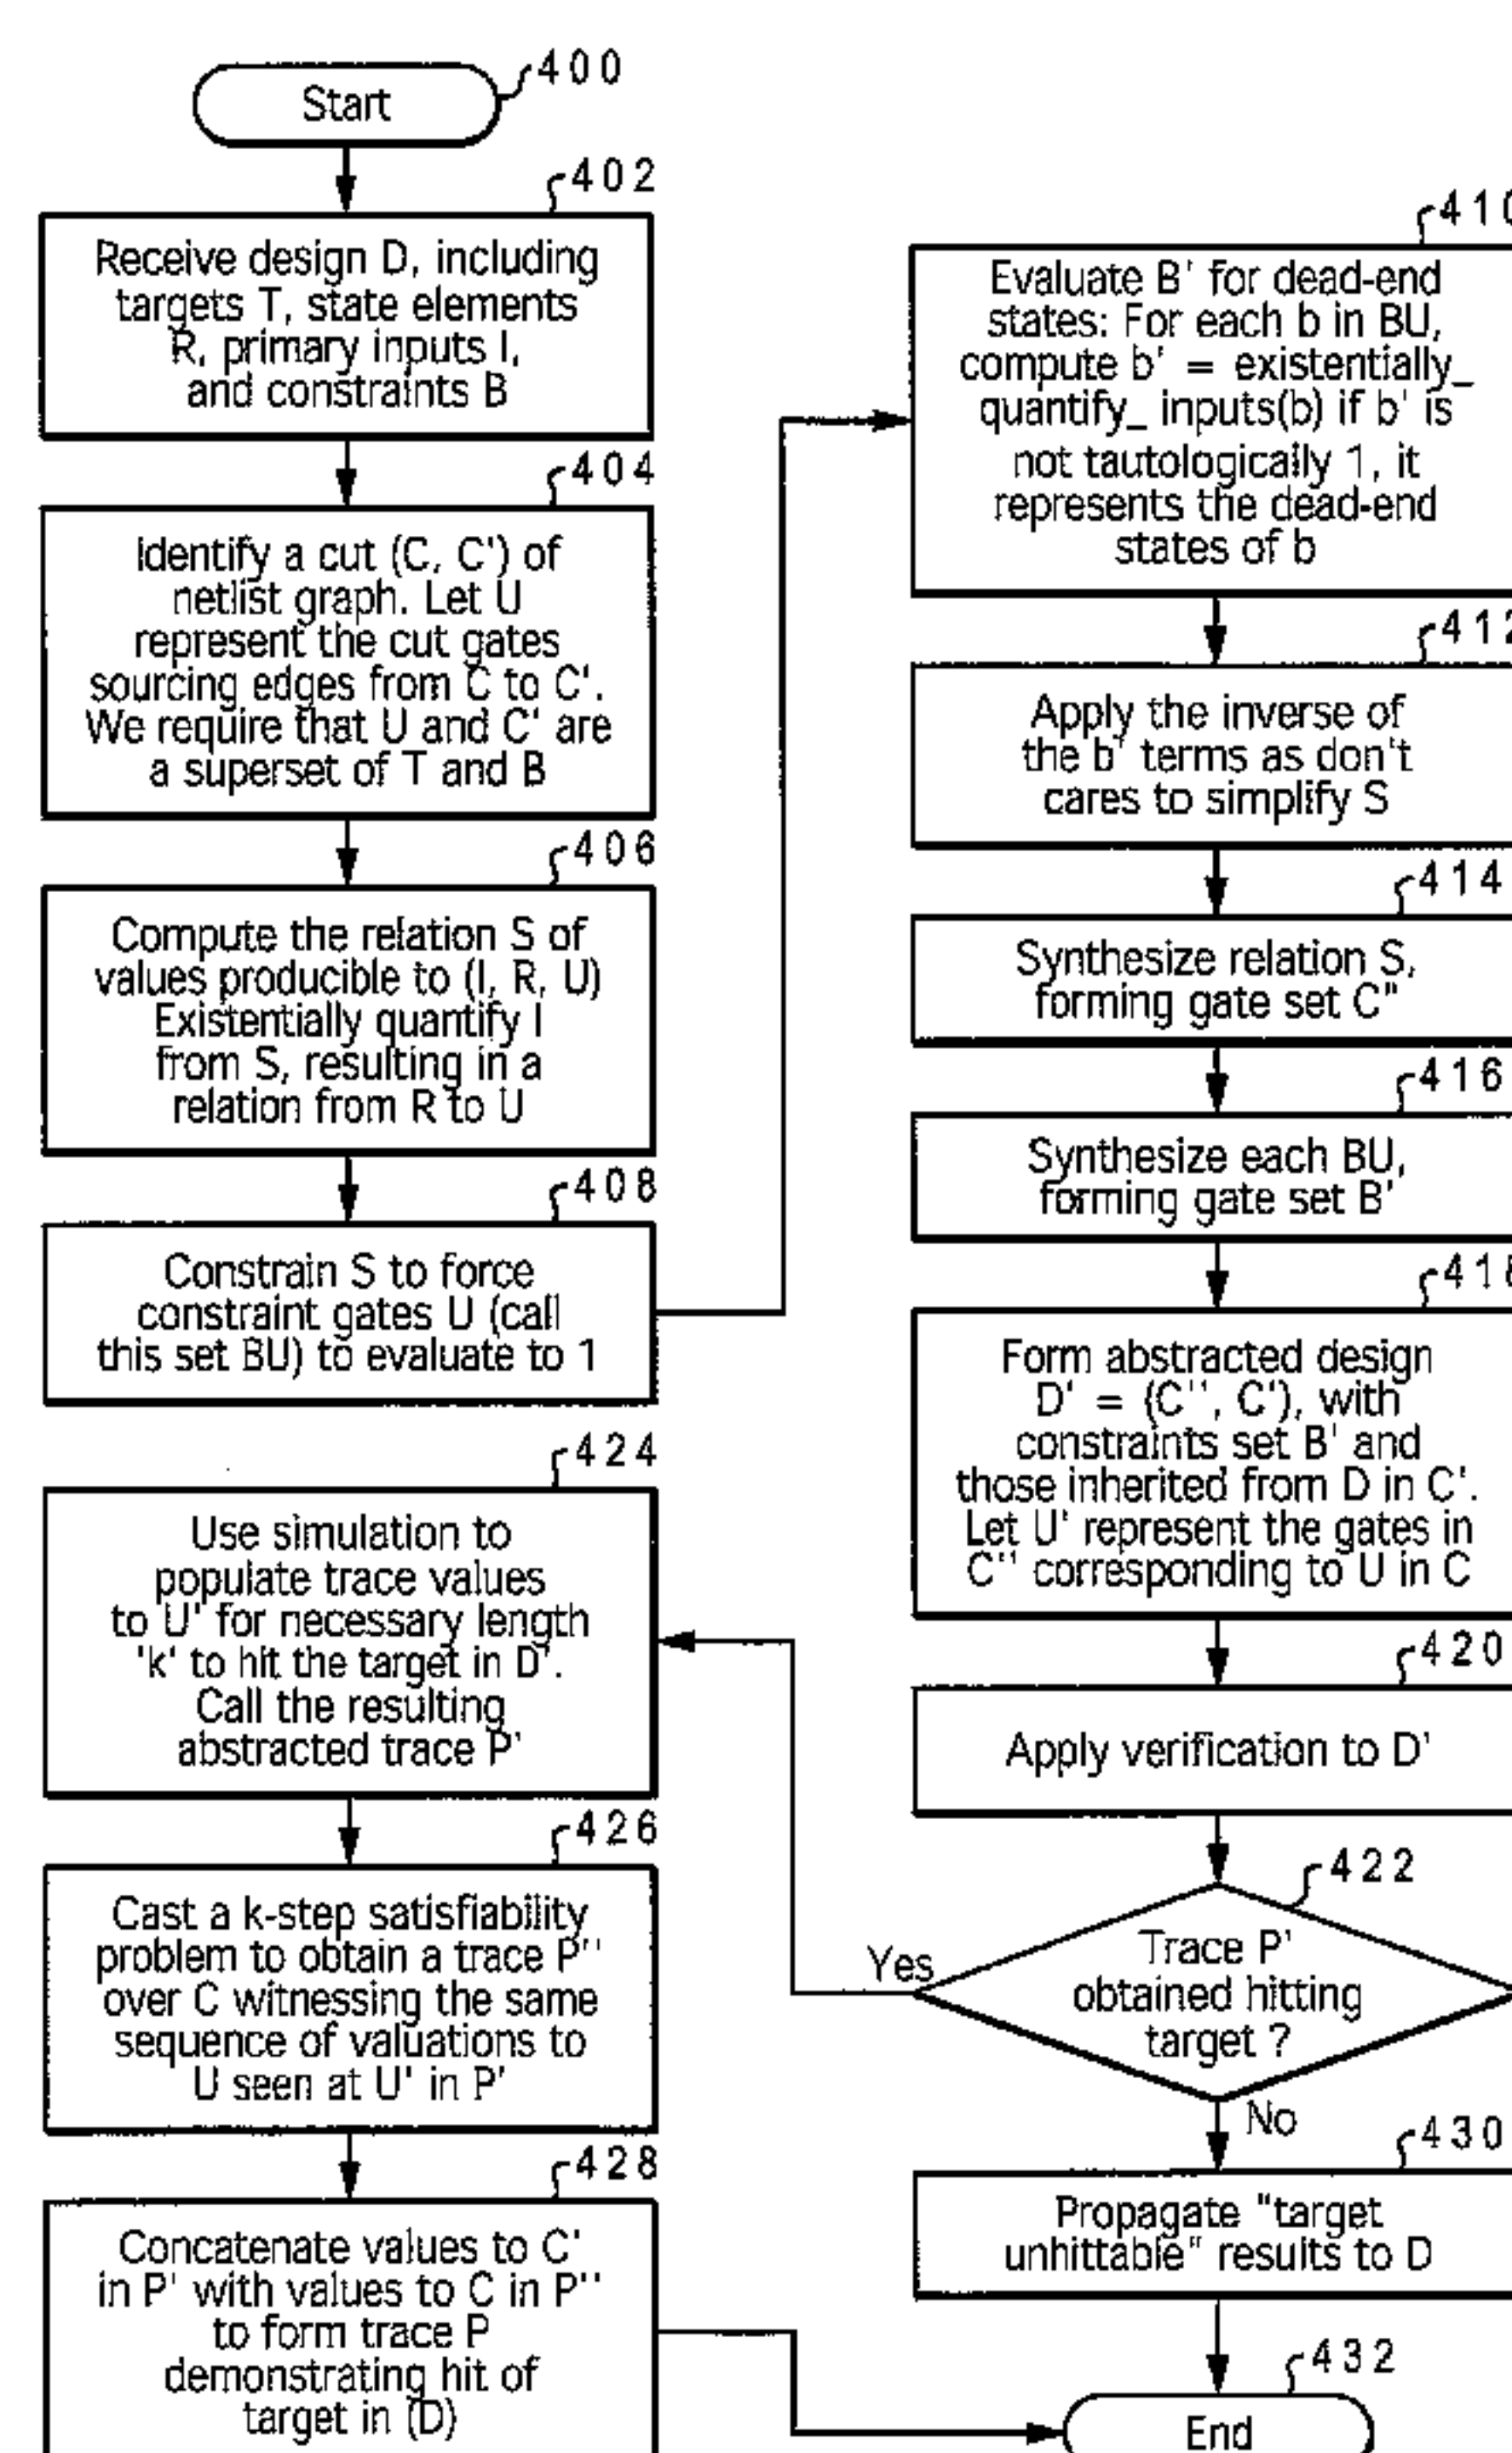 400
Start
402
Receive design D, including
targets T, state elements
R, primary inputs I,
and constraints B
404
Identify a cut (C, C') of
netlist graph. Let U
represent the cut gates
sourcing edges from C to C'.
We require that U and C' are
a superset of T and B
406
Compute the relation S of
values producible to (I, R, U)
Existentially quantify I
from S, resulting in a
relation from R to U
408
Constrain S to force
constraint gates U (call
this set BU) to evaluate to 1
410
Evaluate B' for dead-end
states: For each b in BU,
compute b' = existentially_
quantify_ inputs(b) if b' is
not tautologically 1, it
represents the dead-end
states of b
412
Apply the inverse of
the b' terms as don't
cares to simplify S
414
Synthesize relation S,
forming gate set C"
416
Synthesize each BU,
forming gate set B'
418
Form abstracted design
D' = (C'', C'), with
constraints set B' and
those inherited from D in C'.
Let U' represent the gates in
C'' corresponding to U in C
420
Apply verification to D'
422
Trace P'
obtained hitting
target ?
Yes
No
424
Use simulation to
populate trace values
to U' for necessary length
'k' to hit the target in D'.
Call the resulting
abstracted trace P'
426
Cast a k-step satisfiability
problem to obtain a trace P''
over C witnessing the same
sequence of valuations to
U seen at U' in P'
428
Concatenate values to C'
in P' with values to C in P''
to form trace P
demonstrating hit of
target in (D)
430
Propagate "target
unhittable" results to D
432
End